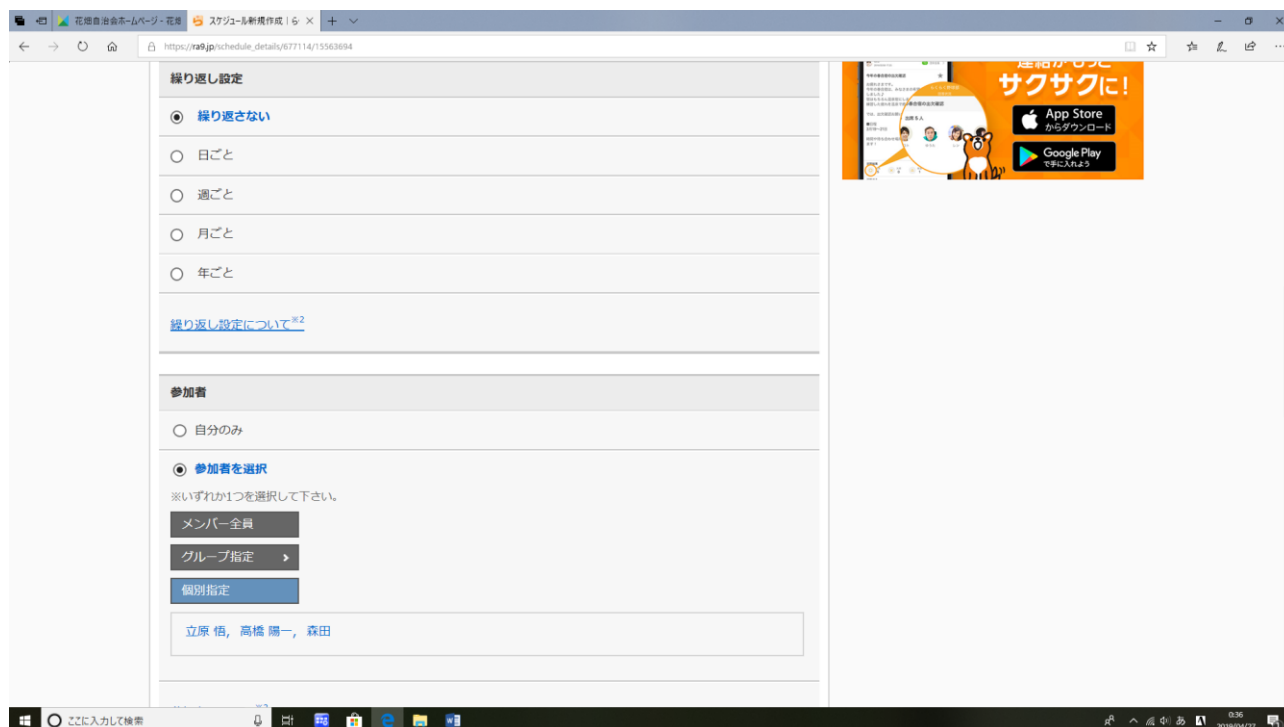 花畑自治会ホームページ - 花畑
スケジュール新規作成｜6
https://ra9.jp/schedule_details/677114/15563694
繰り返し設定
繰り返さない
日ごと
週ごと
月ごと
年ごと
繰り返し設定について※2
参加者
自分のみ
参加者を選択
※いずれか1つを選択して下さい。
メンバー全員
グループ指定
個別指定
立原 悟, 高橋 陽一, 森田
サクサクに!
App Store
からダウンロード
Google Play
で手に入れよう
ここに入力して検索
あ
0:36
2019/04/27